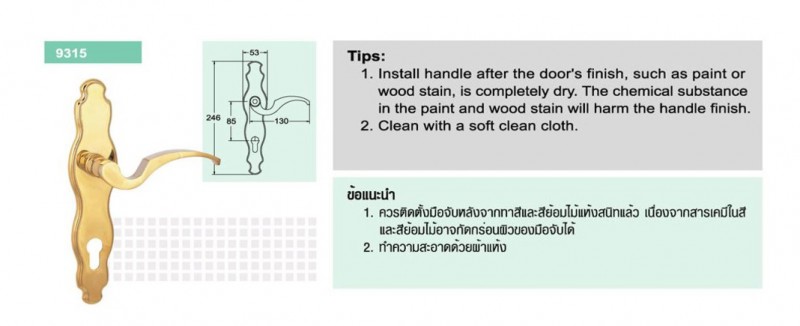 9315
53
246
85
130
Tips:
1. Install handle after the door's finish, such as paint or
wood stain, is completely dry. The chemical substance
in the paint and wood stain will harm the handle finish.
2. Clean with a soft clean cloth.
ข้อแนะนำ
1. ควรติดตั้งมือจับหลังจากทาสีและสีย้อมไม้แห้งสนิทแล้ว เนื่องจากสารเคมีในสี
และสีย้อมไม้อาจกัดกร่อนผิวของมือจับได้
2. ทำความสะอาดด้วยผ้าแห้ง